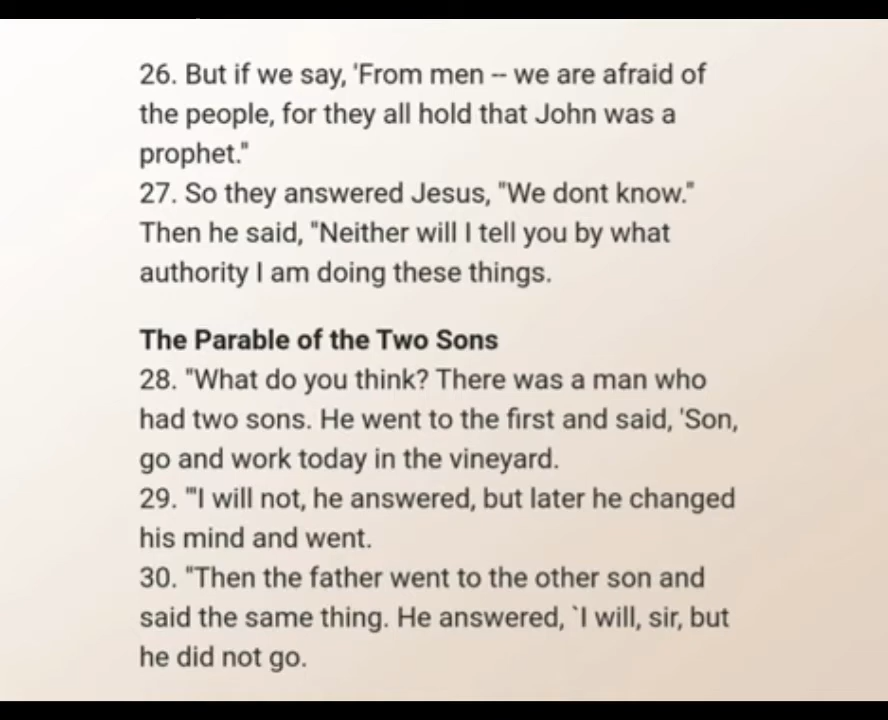 26. But if we say, 'From men -- we are afraid of
the people, for they all hold that John was a
prophet."
27. So they answered Jesus, "We dont know."
Then he said, "Neither will I tell you by what
authority I am doing these things.
The Parable of the Two Sons
28. "What do you think? There was a man who
had two sons. He went to the first and said, 'Son,
go and work today in the vineyard.
29. "'I will not, he answered, but later he changed
his mind and went.
30. "Then the father went to the other son and
said the same thing. He answered, `I will, sir, but
he did not go.